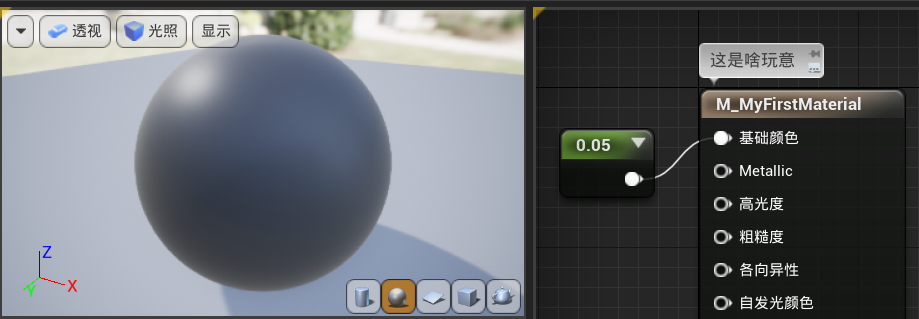 透视
光照
显示
Z
X
Y
这是啥玩意
M_MyFirstMaterial
0.05
基础颜色
Metallic
高光度
粗糙度
各向异性
自发光颜色